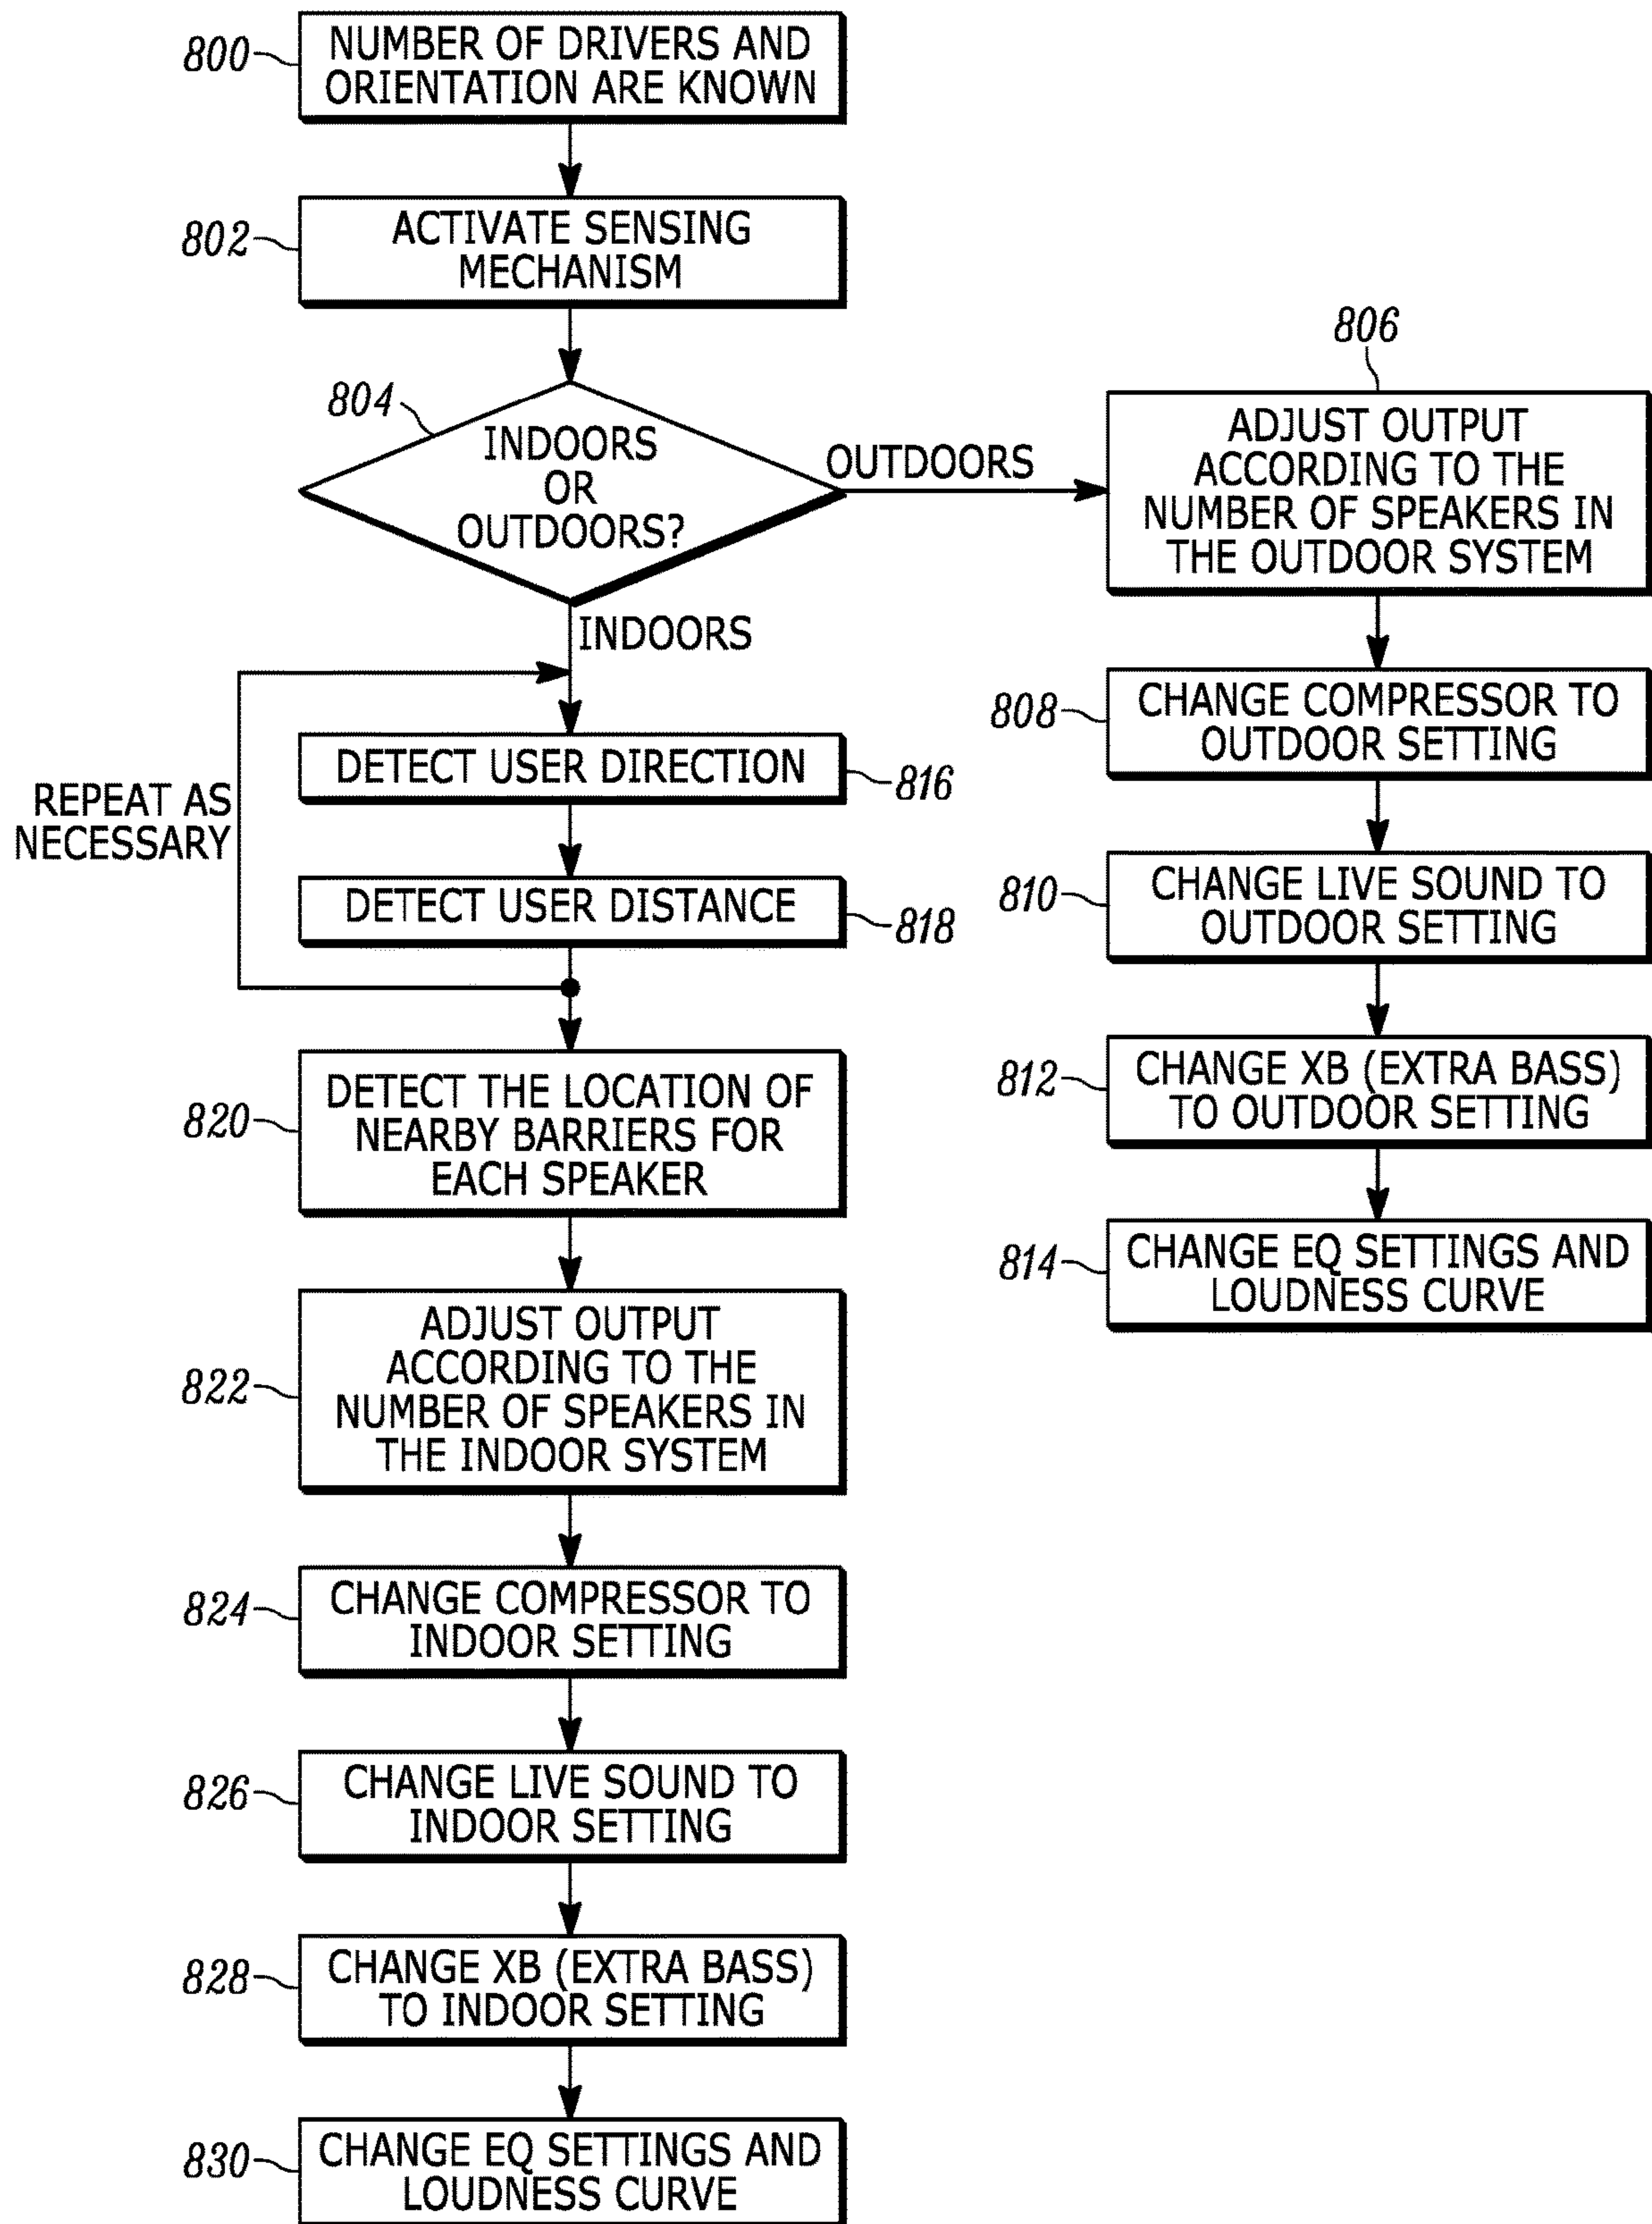 800
NUMBER OF DRIVERS AND
ORIENTATION ARE KNOWN
802
ACTIVATE SENSING
MECHANISM
804
INDOORS
OR
OUTDOORS?
OUTDOORS
INDOORS
806
ADJUST OUTPUT
ACCORDING TO THE
NUMBER OF SPEAKERS IN
THE OUTDOOR SYSTEM
808
CHANGE COMPRESSOR TO
OUTDOOR SETTING
810
CHANGE LIVE SOUND TO
OUTDOOR SETTING
812
CHANGE XB (EXTRA BASS)
TO OUTDOOR SETTING
814
CHANGE EQ SETTINGS AND
LOUDNESS CURVE
REPEAT AS
NECESSARY
DETECT USER DIRECTION
816
DETECT USER DISTANCE
818
820
DETECT THE LOCATION OF
NEARBY BARRIERS FOR
EACH SPEAKER
822
ADJUST OUTPUT
ACCORDING TO THE
NUMBER OF SPEAKERS IN
THE INDOOR SYSTEM
824
CHANGE COMPRESSOR TO
INDOOR SETTING
826
CHANGE LIVE SOUND TO
INDOOR SETTING
828
CHANGE XB (EXTRA BASS)
TO INDOOR SETTING
830
CHANGE EQ SETTINGS AND
LOUDNESS CURVE